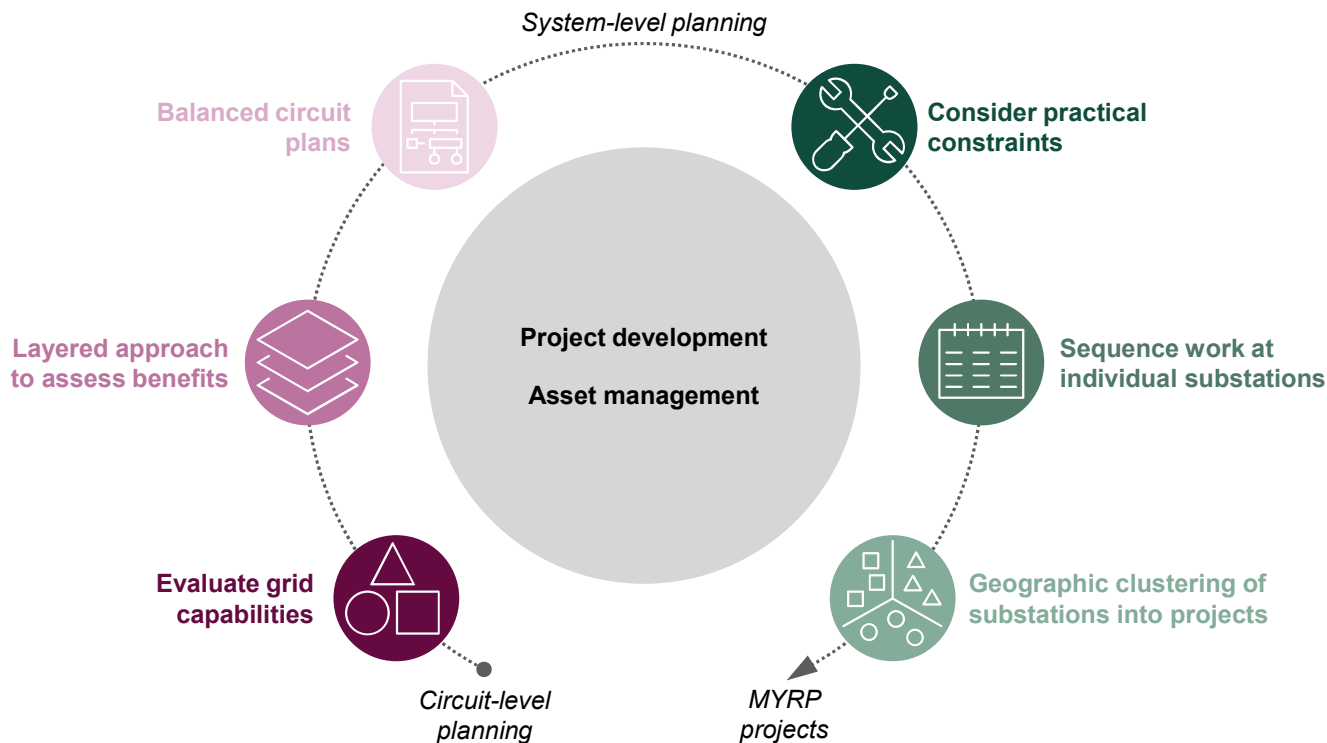 System-level planning
Balanced circuit
plans
Consider practical
constraints
Layered approach
to assess benefits
Project development
Asset management
Sequence work at
individual substations
Evaluate grid
capabilities
Geographic clustering of
substations into projects
Circuit-level
planning
MYRP
projects